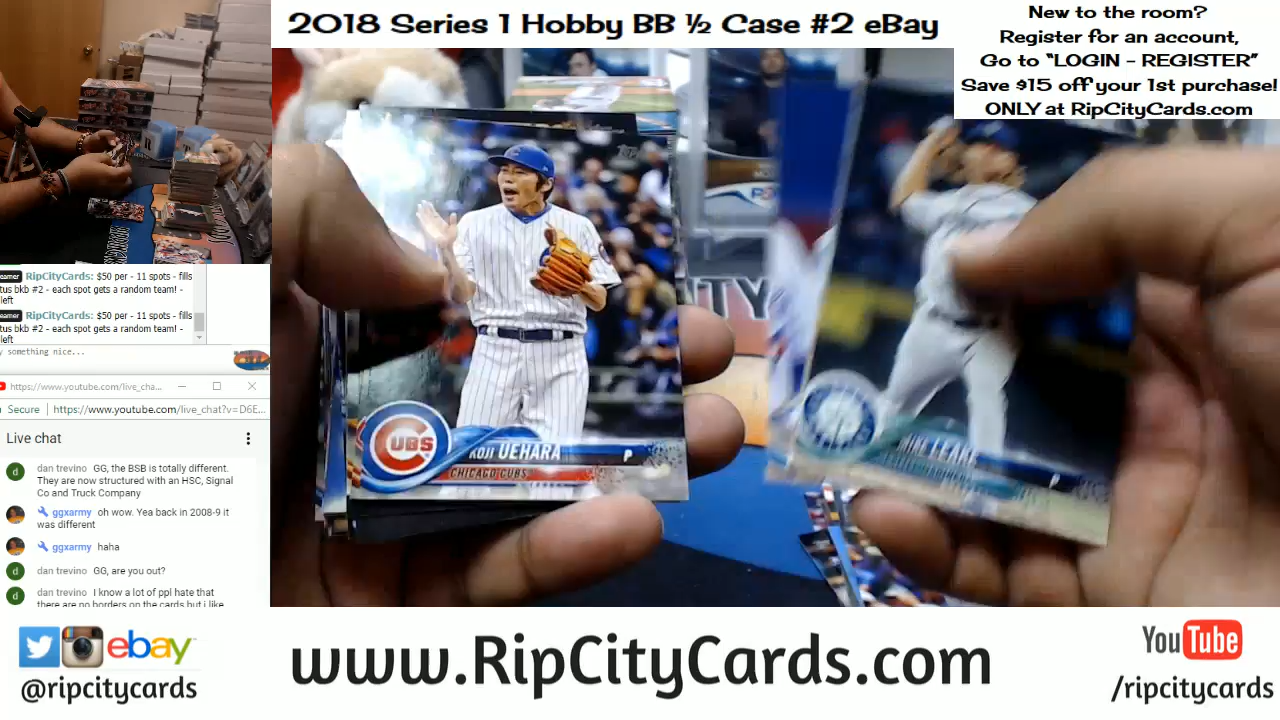 2018 Series 1 Hobby BB ½ Case #2 eBay
New to the room?
Register for an account,
Go to “LOGIN - REGISTER”
Save $15 off your 1st purchase!
ONLY at RipCityCards.com
eamer RipCityCards: $50 per - 11 spots - fills
tus bkb #2 - each spot gets a random team! -
left
eamer RipCityCards: $50 per - 11 spots - fills
tus bkb #2 - each spot gets a random team! -
left
y something nice...
https://www.youtube.com/live_cha...
Secure https://www.youtube.com/live_chat?v=D6E...
Live chat
d dan trevino GG, the BSB is totally different.
They are now structured with an HSC, Signal
Co and Truck Company
ggxarmy oh wow. Yea back in 2008-9 it
was different
ggxarmy haha
d dan trevino GG, are you out?
d dan trevino I know a lot of ppl hate that
there are no borders on the cards but i like
Topps
CUBS
KOJI UEHARA P
CHICAGO CUBS
MIKE LEAKE P
ebay
@ripcitycards
www.RipCityCards.com
YouTube
/ripcitycards